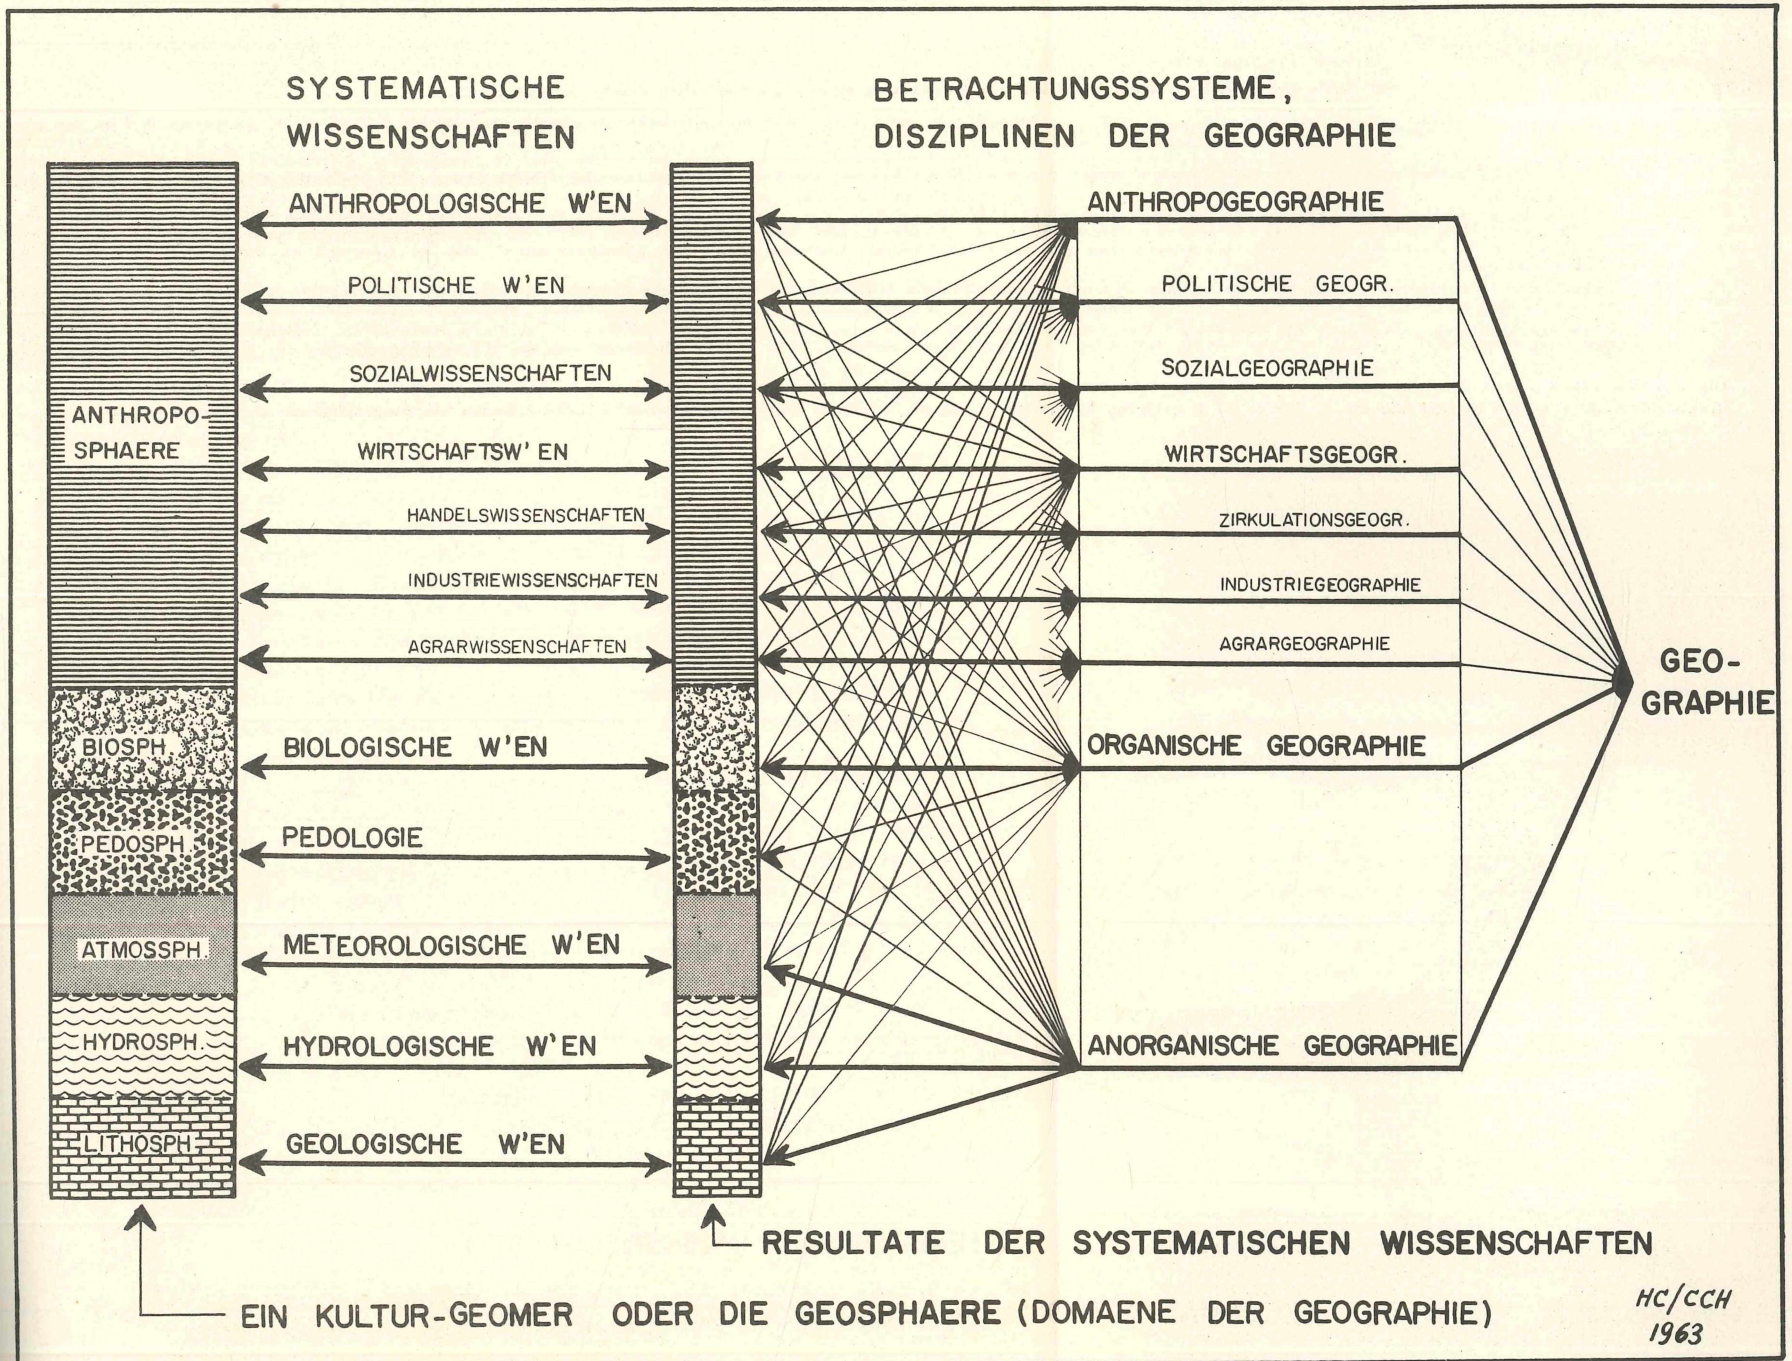 SYSTEMATISCHE
WISSENSCHAFTEN
BETRACHTUNGSSYSTEME,
DISZIPLINEN DER GEOGRAPHIE
ANTHROPOLOGISCHE W'EN
ANTHROPOGEOGRAPHIE
POLITISCHE W'EN
POLITISCHE GEOGR.
SOZIALWISSENSCHAFTEN
SOZIALGEOGRAPHIE
ANTHROPO-
SPHAERE
WIRTSCHAFTSW'EN
WIRTSCHAFTSGEOGR.
HANDELSWISSENSCHAFTEN
ZIRKULATIONSGEOGR.
INDUSTRIEWISSENSCHAFTEN
INDUSTRIEGEOGRAPHIE
AGRARWISSENSCHAFTEN
AGRARGEOGRAPHIE
GEO-
GRAPHIE
BIOSPH.
BIOLOGISCHE W'EN
ORGANISCHE GEOGRAPHIE
PEDOSPH.
PEDOLOGIE
ATMOSSPH.
METEOROLOGISCHE W'EN
HYDROSPH.
HYDROLOGISCHE W'EN
ANORGANISCHE GEOGRAPHIE
LITHOSPH.
GEOLOGISCHE W'EN
RESULTATE DER SYSTEMATISCHEN WISSENSCHAFTEN
EIN KULTUR-GEOMER ODER DIE GEOSPHAERE (DOMAENE DER GEOGRAPHIE)
HC/CCH
1963